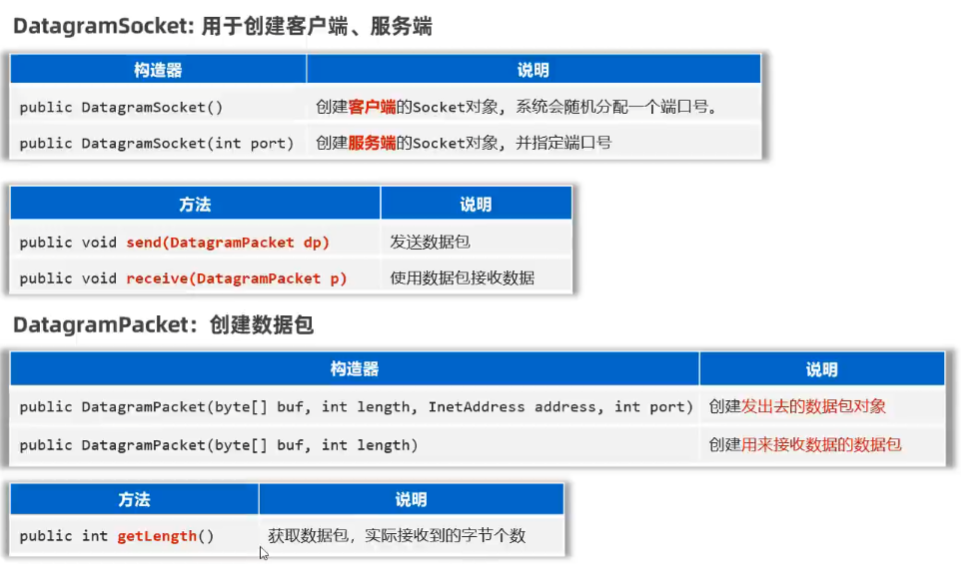 DatagramSocket: 用于创建客户端、服务端
构造器 说明
public DatagramSocket() 创建客户端的Socket对象, 系统会随机分配一个端口号。
public DatagramSocket(int port) 创建服务端的Socket对象, 并指定端口号
方法 说明
public void send(DatagramPacket dp) 发送数据包
public void receive(DatagramPacket p) 使用数据包接收数据
DatagramPacket: 创建数据包
构造器 说明
public DatagramPacket(byte[] buf, int length, InetAddress address, int port) 创建发出去的数据包对象
public DatagramPacket(byte[] buf, int length) 创建用来接收数据的数据包
方法 说明
public int getLength() 获取数据包, 实际接收到的字节个数